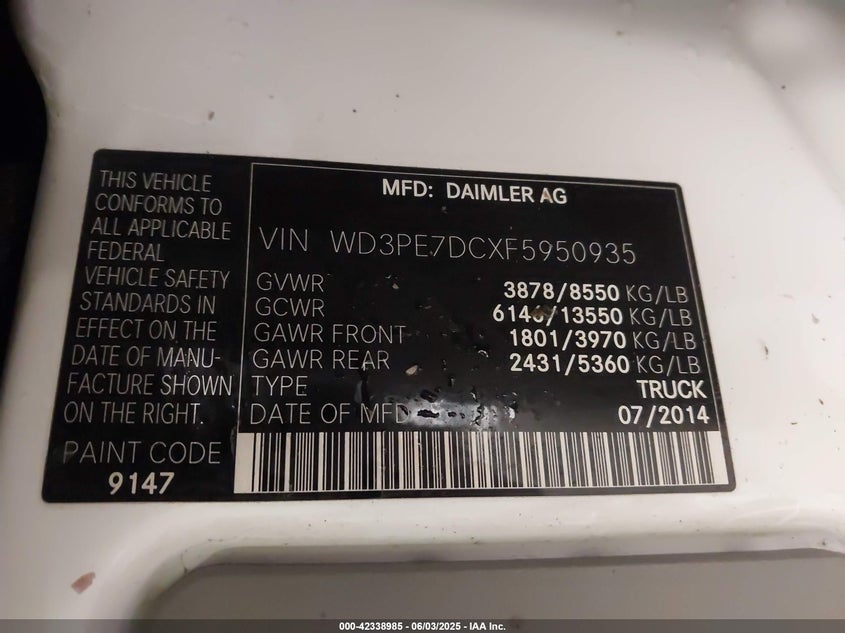 THIS VEHICLE
CONFORMS TO
ALL APPLICABLE
FEDERAL
VEHICLE SAFETY
STANDARDS IN
EFFECT ON THE
DATE OF MANU-
FACTURE SHOWN
ON THE RIGHT.
PAINT CODE
9147
MFD: DAIMLER AG
VIN WD3PE7DCXF5950935
GVWR 3878/8550 KG/LB
GCWR 13550 KG/LB
GAWR FRONT 1801/3970 KG/LB
GAWR REAR 2431/5360 KG/LB
TYPE TRUCK
DATE OF MFD 07/2014
000-42338985 - 06/03/2025 - IAA Inc.